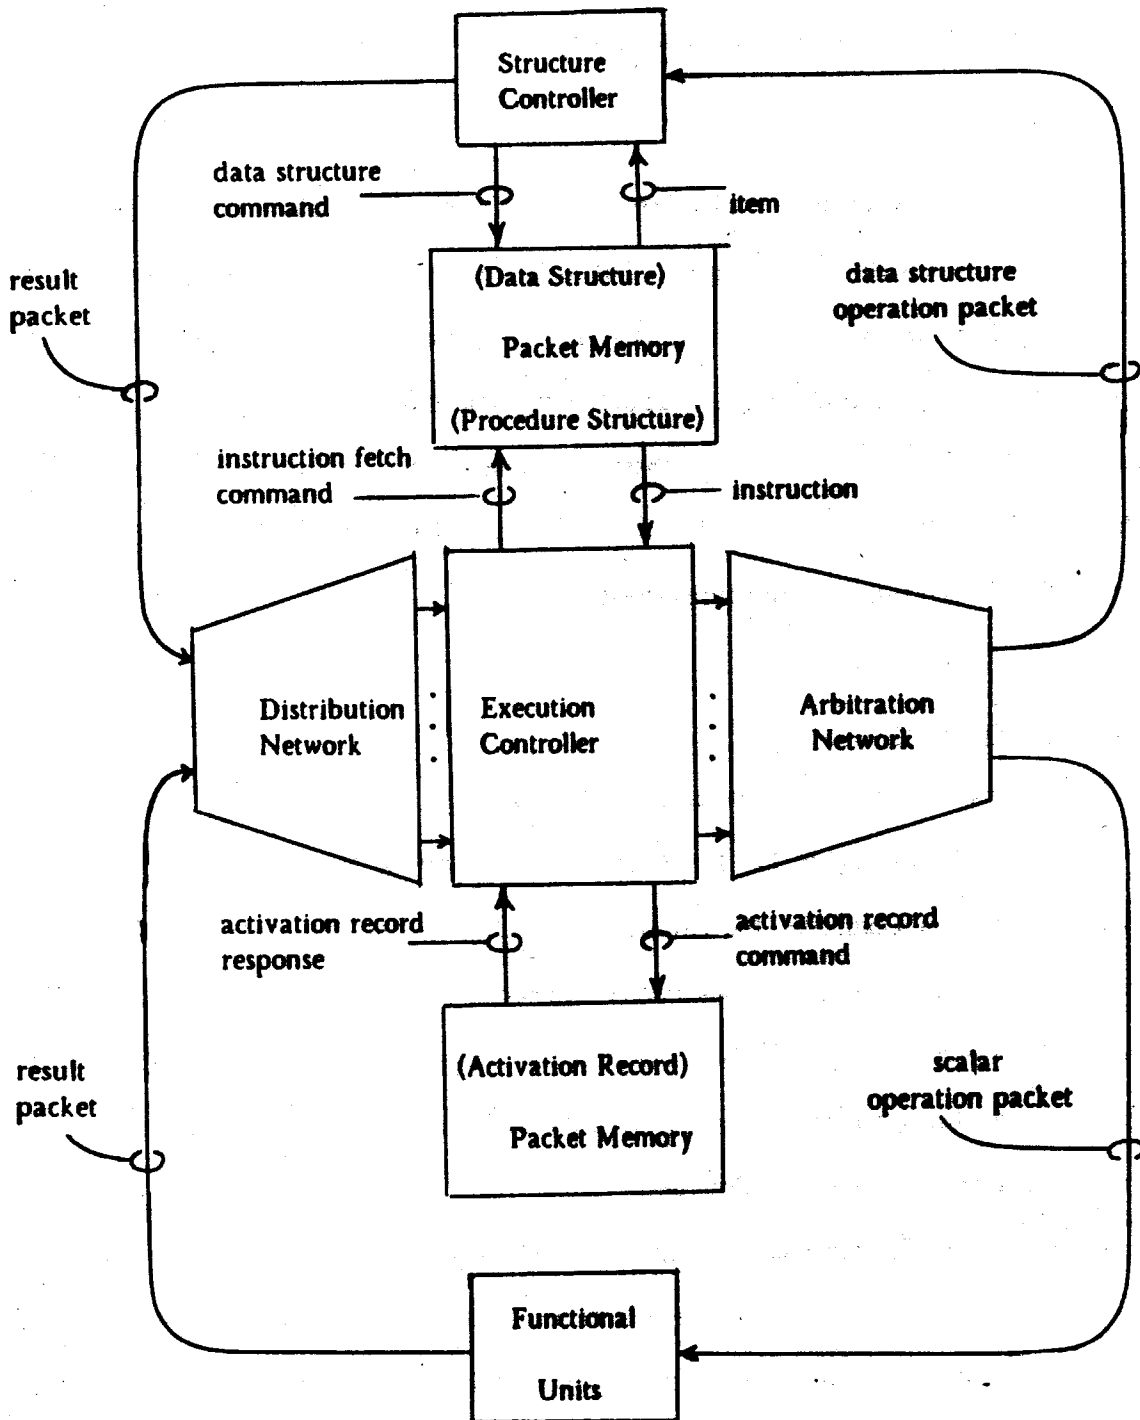 Structure
Controller
data structure
command
item
(Data Structure)
Packet Memory
(Procedure Structure)
result
packet
data structure
operation packet
instruction fetch
command
instruction
Distribution
Network
Execution
Controller
Arbitration
Network
activation record
response
activation record
command
(Activation Record)
Packet Memory
result
packet
scalar
operation packet
Functional
Units